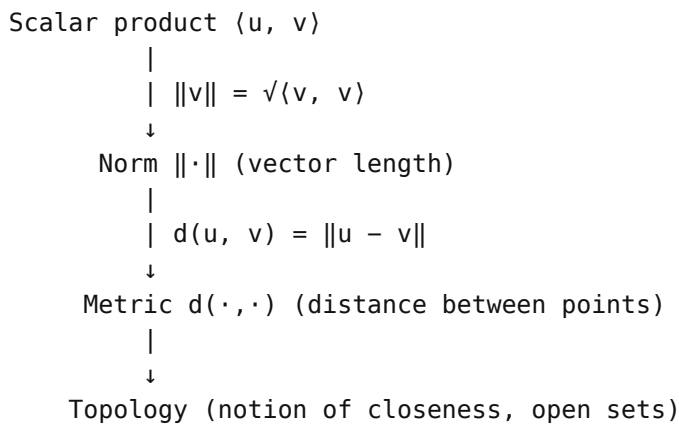 Scalar product ⟨u, v⟩
|
| ‖v‖ = √⟨v, v⟩
↓
Norm ‖·‖ (vector length)
|
| d(u, v) = ‖u − v‖
↓
Metric d(·,·) (distance between points)
|
↓
Topology (notion of closeness, open sets)